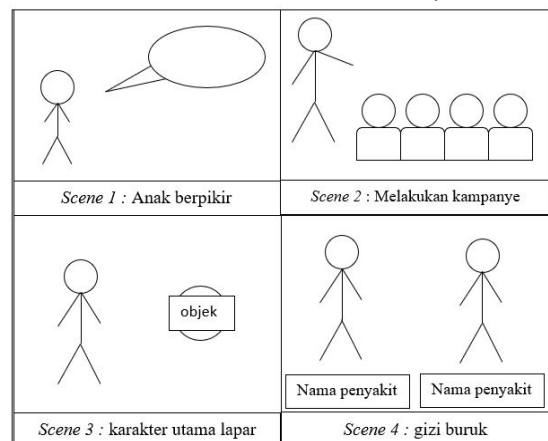 Scene 1 : Anak berpikir
Scene 2 : Melakukan kampanye
objek
Nama penyakit
Nama penyakit
Scene 3 : karakter utama lapar
Scene 4 : gizi buruk